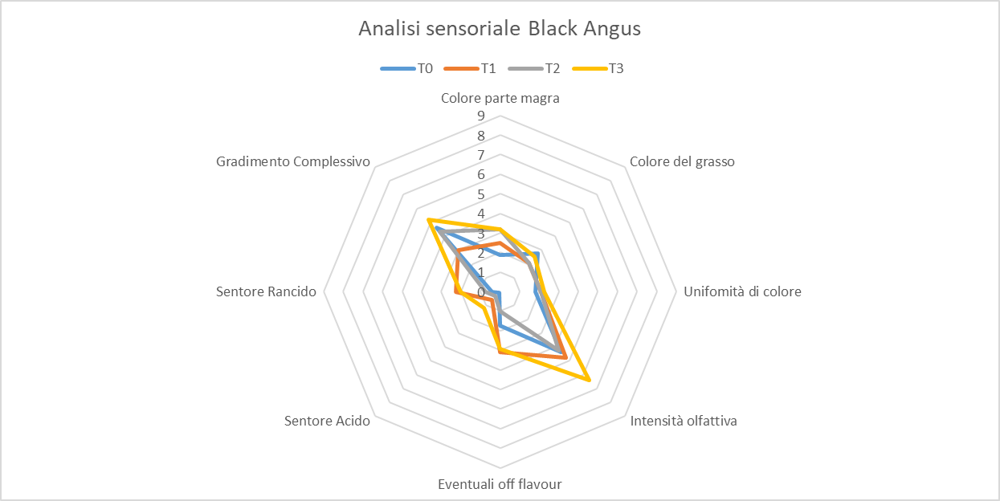 Analisi sensoriale Black Angus
T0 T1 T2 T3
Colore parte magra
9
8
7
6
5
4
3
2
1
0
Gradimento Complessivo
Colore del grasso
Sentore Rancido
Unifomità di colore
Sentore Acido
Intensità olfattiva
Eventuali off flavour